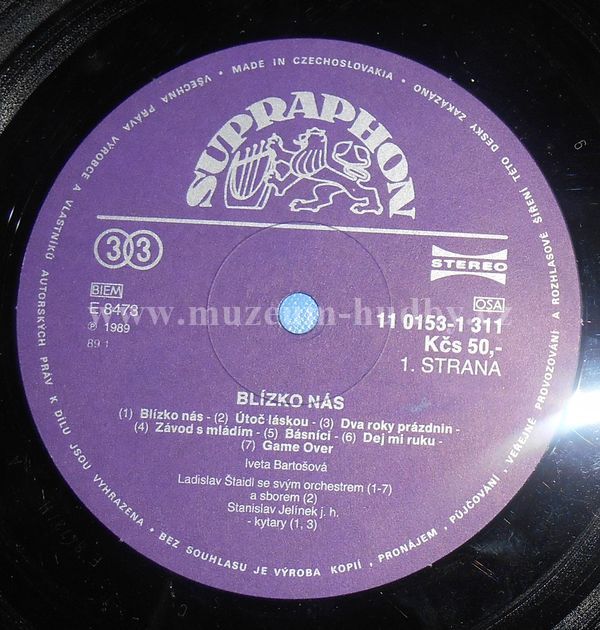 VŠECHNA PRÁVA VÝROBCE A VLASTNÍKŮ AUTORSKÝCH PRÁV K DÍLU JSOU VYHRAZENA • BEZ SOUHLASU JE VÝROBA KOPIÍ, PRONÁJEM, PŮJČOVÁNÍ A VEŘEJNÉ PROVOZOVÁNÍ A ROZHLASOVÉ ŠÍŘENÍ TÉTO DESKY ZAKÁZÁNO • MADE IN CZECHOSLOVAKIA •
SUPRAPHON
33
STEREO
BIEM
OSA
E 8473
11 0153-1 311
www.muzeum-hudby.cz
℗ 1989
Kčs 50,-
89 1
1. STRANA
BLÍZKO NÁS
(1) Blízko nás - (2) Útoč láskou - (3) Dva roky prázdnin -
(4) Závod s mládím - (5) Básníci - (6) Dej mi ruku -
(7) Game Over
Iveta Bartošová
Ladislav Štaidl se svým orchestrem (1-7)
a sborem (2)
Stanislav Jelínek j. h.
- kytary (1, 3)
6